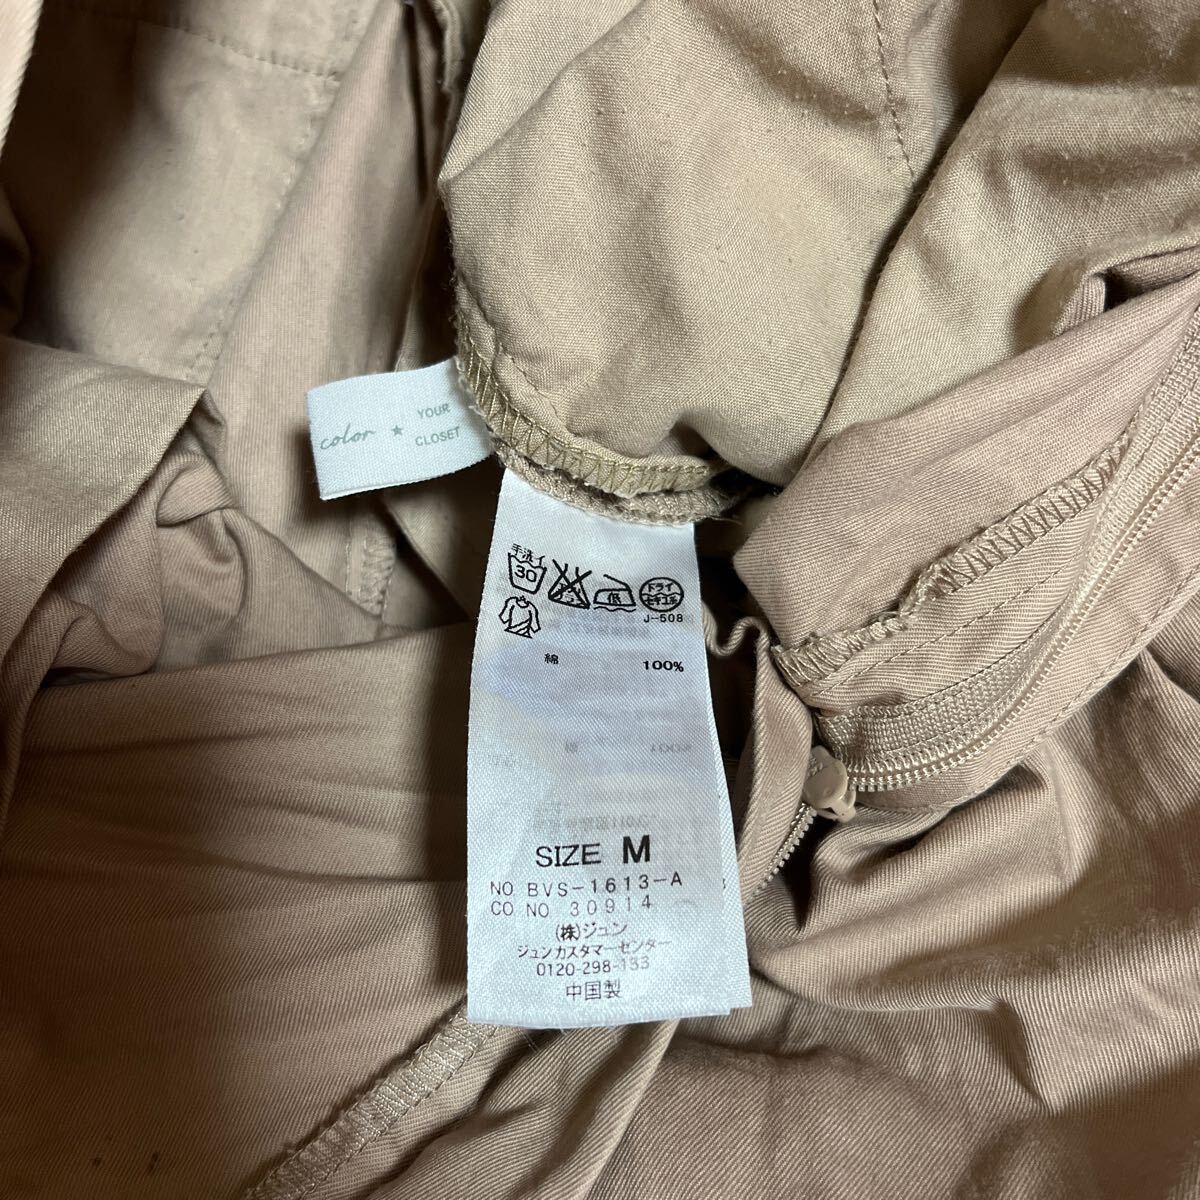 color ★ YOUR CLOSET
手洗イ
30
低
ドライ
J-508
綿 100%
SIZE M
NO BVS-1613-A
CO NO 30914
(株)ジュン
ジュンカスタマーセンター
0120-298-133
中国製